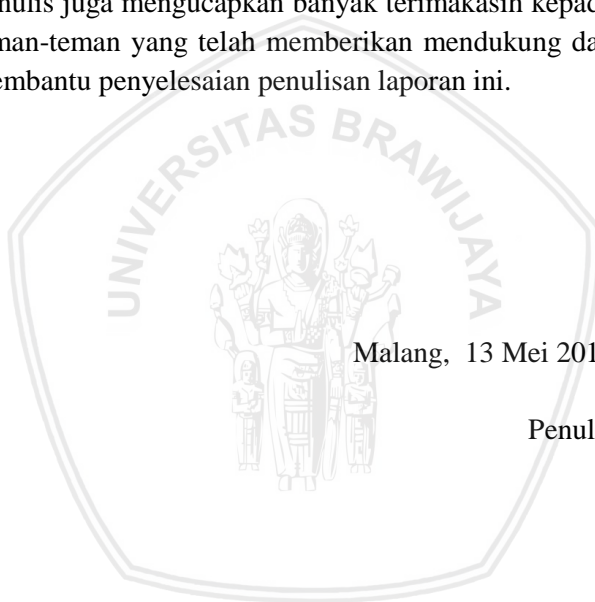 nulis juga mengucapkan banyak terimakasih kepad
man-teman yang telah memberikan mendukung da
embantu penyelesaian penulisan laporan ini.
UNIVERSITAS BRAWIJAYA
Malang, 13 Mei 201
Penul